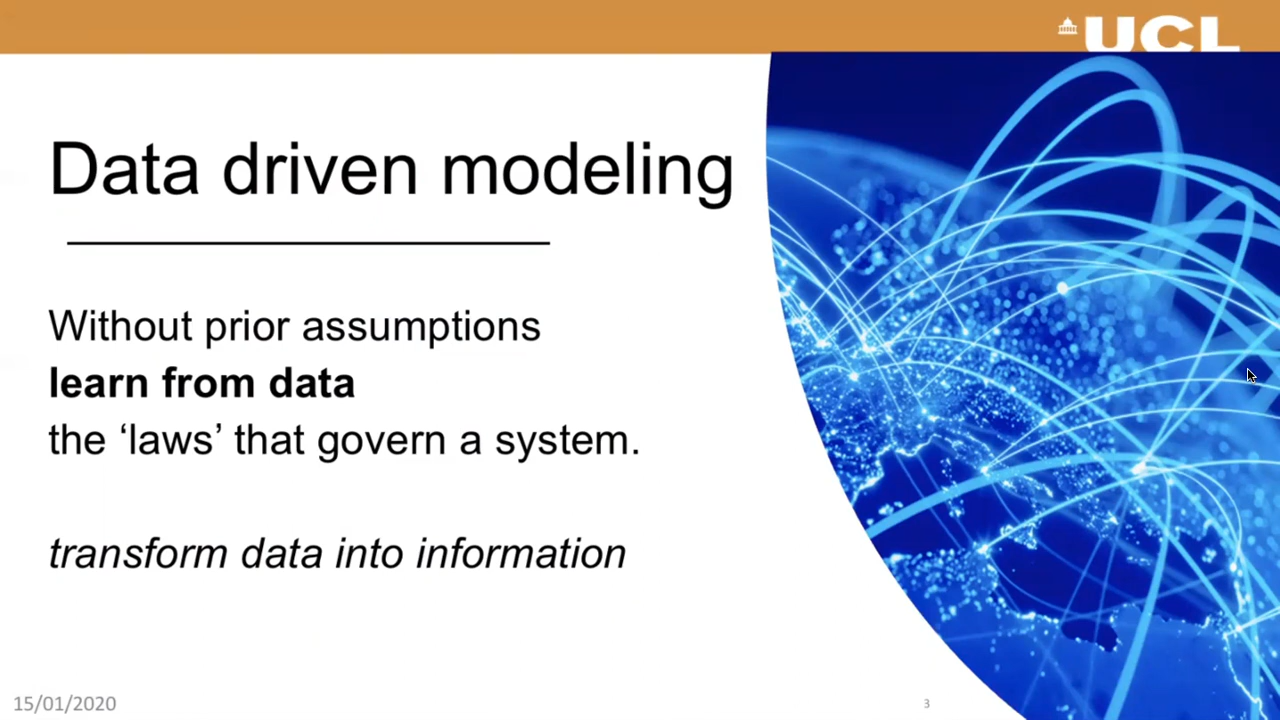 UCL
Data driven modeling
Without prior assumptions
learn from data
the ‘laws’ that govern a system.
transform data into information
15/01/2020
3